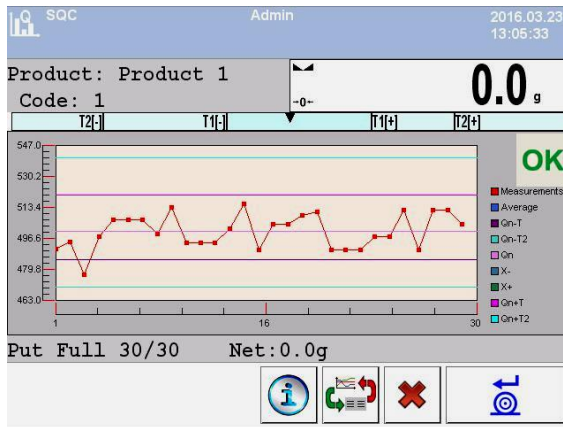 SQC Admin 2016.03.23
13:05:33
Product: Product 1
Code: 1
0.0 g
→0←
T2[-] T1[-] T1[+] T2[+]
OK
547.0
530.2
513.4
496.6
479.8
463.0
1 16 30
Measurements
Average
Qn-T
Qn-T2
Qn
X-
X+
Qn+T
Qn+T2
Put Full 30/30 Net:0.0g